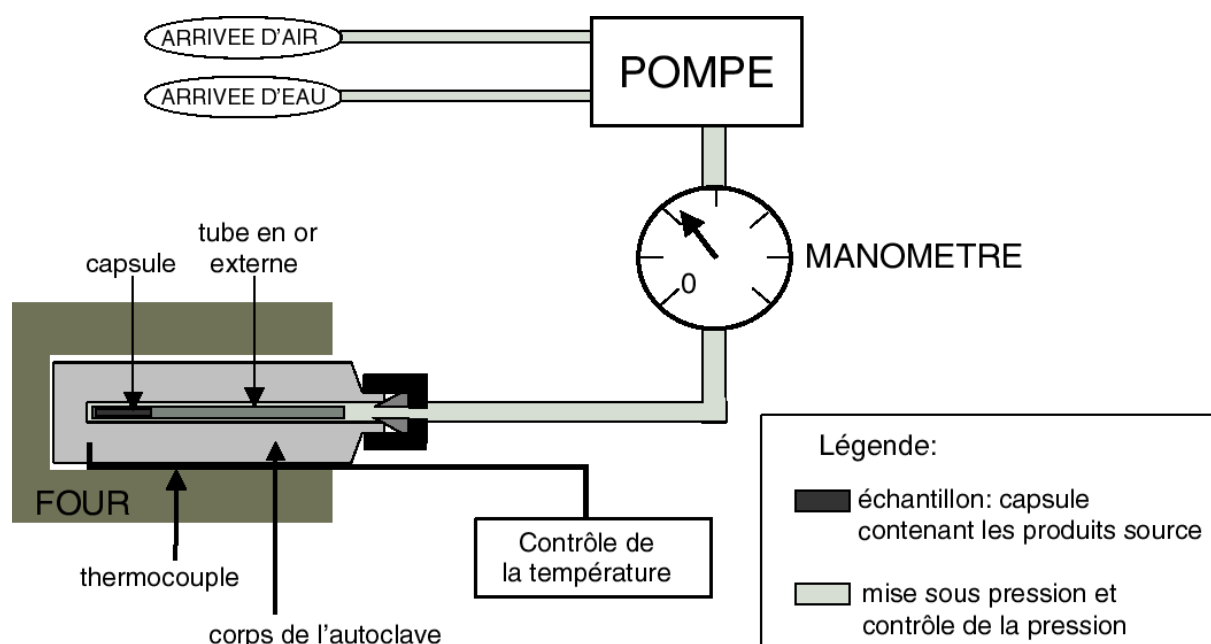 ARRIVEE D'AIR
POMPE
ARRIVEE D'EAU
tube en or
externe
capsule
MANOMETRE
0
FOUR
thermocouple
corps de l'autoclave
Contrôle de
la température
Légende:
échantillon: capsule
contenant les produits source
mise sous pression et
contrôle de la pression